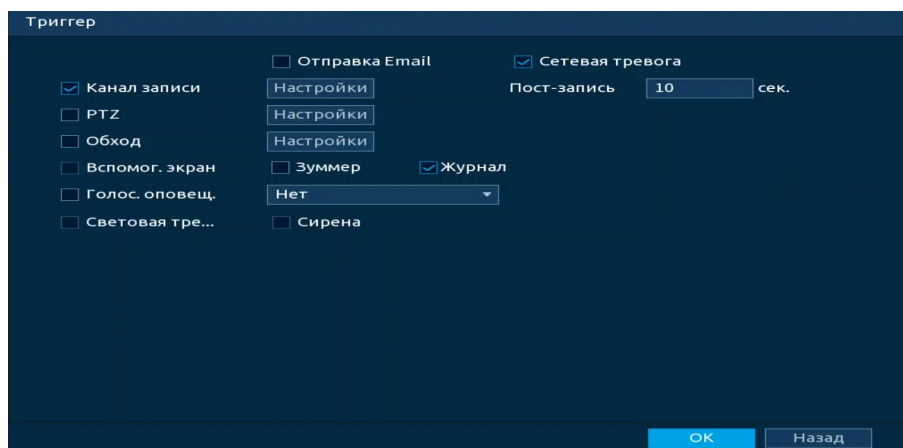 Триггер
Отправка Email Сетевая тревога
Канал записи Настройки Пост-запись 10 сек.
PTZ Настройки
Обход Настройки
Вспомог. экран Зуммер Журнал
Голос. оповещ. Нет
Световая тре... Сирена
OK Назад